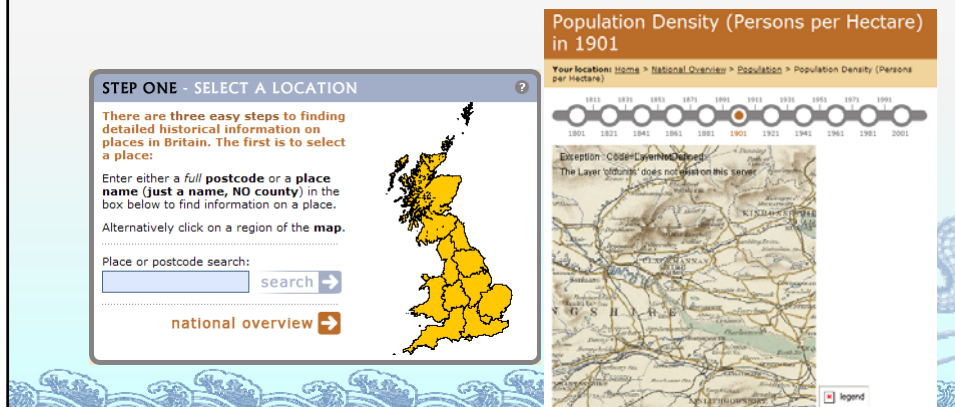 STEP ONE - SELECT A LOCATION
?
There are three easy steps to finding
detailed historical information on
places in Britain. The first is to select
a place:
Enter either a full postcode or a place
name (just a name, NO county) in the
box below to find information on a place.
Alternatively click on a region of the map.
Place or postcode search:
search
national overview
Population Density (Persons per Hectare)
in 1901
Your location: Home > National Overview > Population > Population Density (Persons
per Hectare)
1811 1831 1851 1871 1891 1911 1931 1951 1971 1991
1801 1821 1841 1861 1881 1901 1921 1941 1961 1981 2001
Exception : Code=LayerNotDefined
The Layer 'oldunits' does not exist on this server
legend